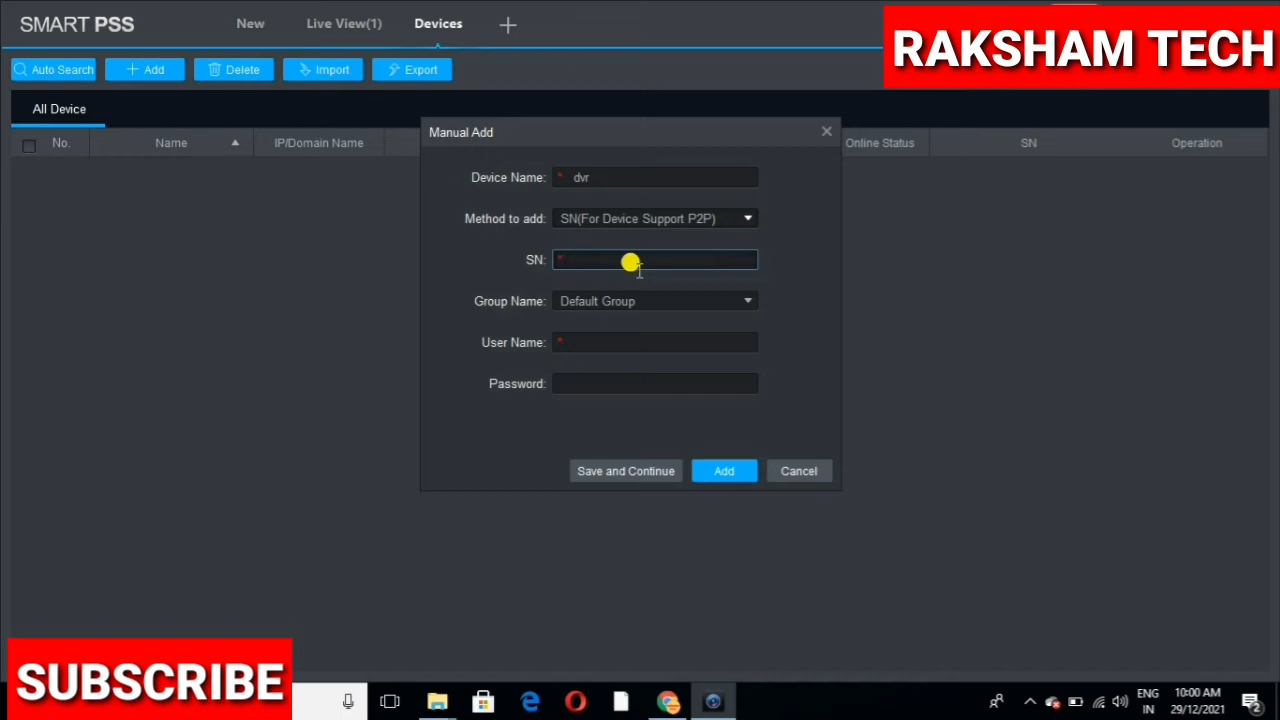 SMART PSS
New
Live View(1)
Devices
RAKSHAM TECH
Auto Search
Add
Delete
Import
Export
All Device
No.
Name
IP/Domain Name
Online Status
SN
Operation
Manual Add
Device Name: * dvr
Method to add: SN(For Device Support P2P)
SN: *
Group Name: Default Group
User Name: *
Password:
Save and Continue
Add
Cancel
SUBSCRIBE
ENG
IN
10:00 AM
29/12/2021
2